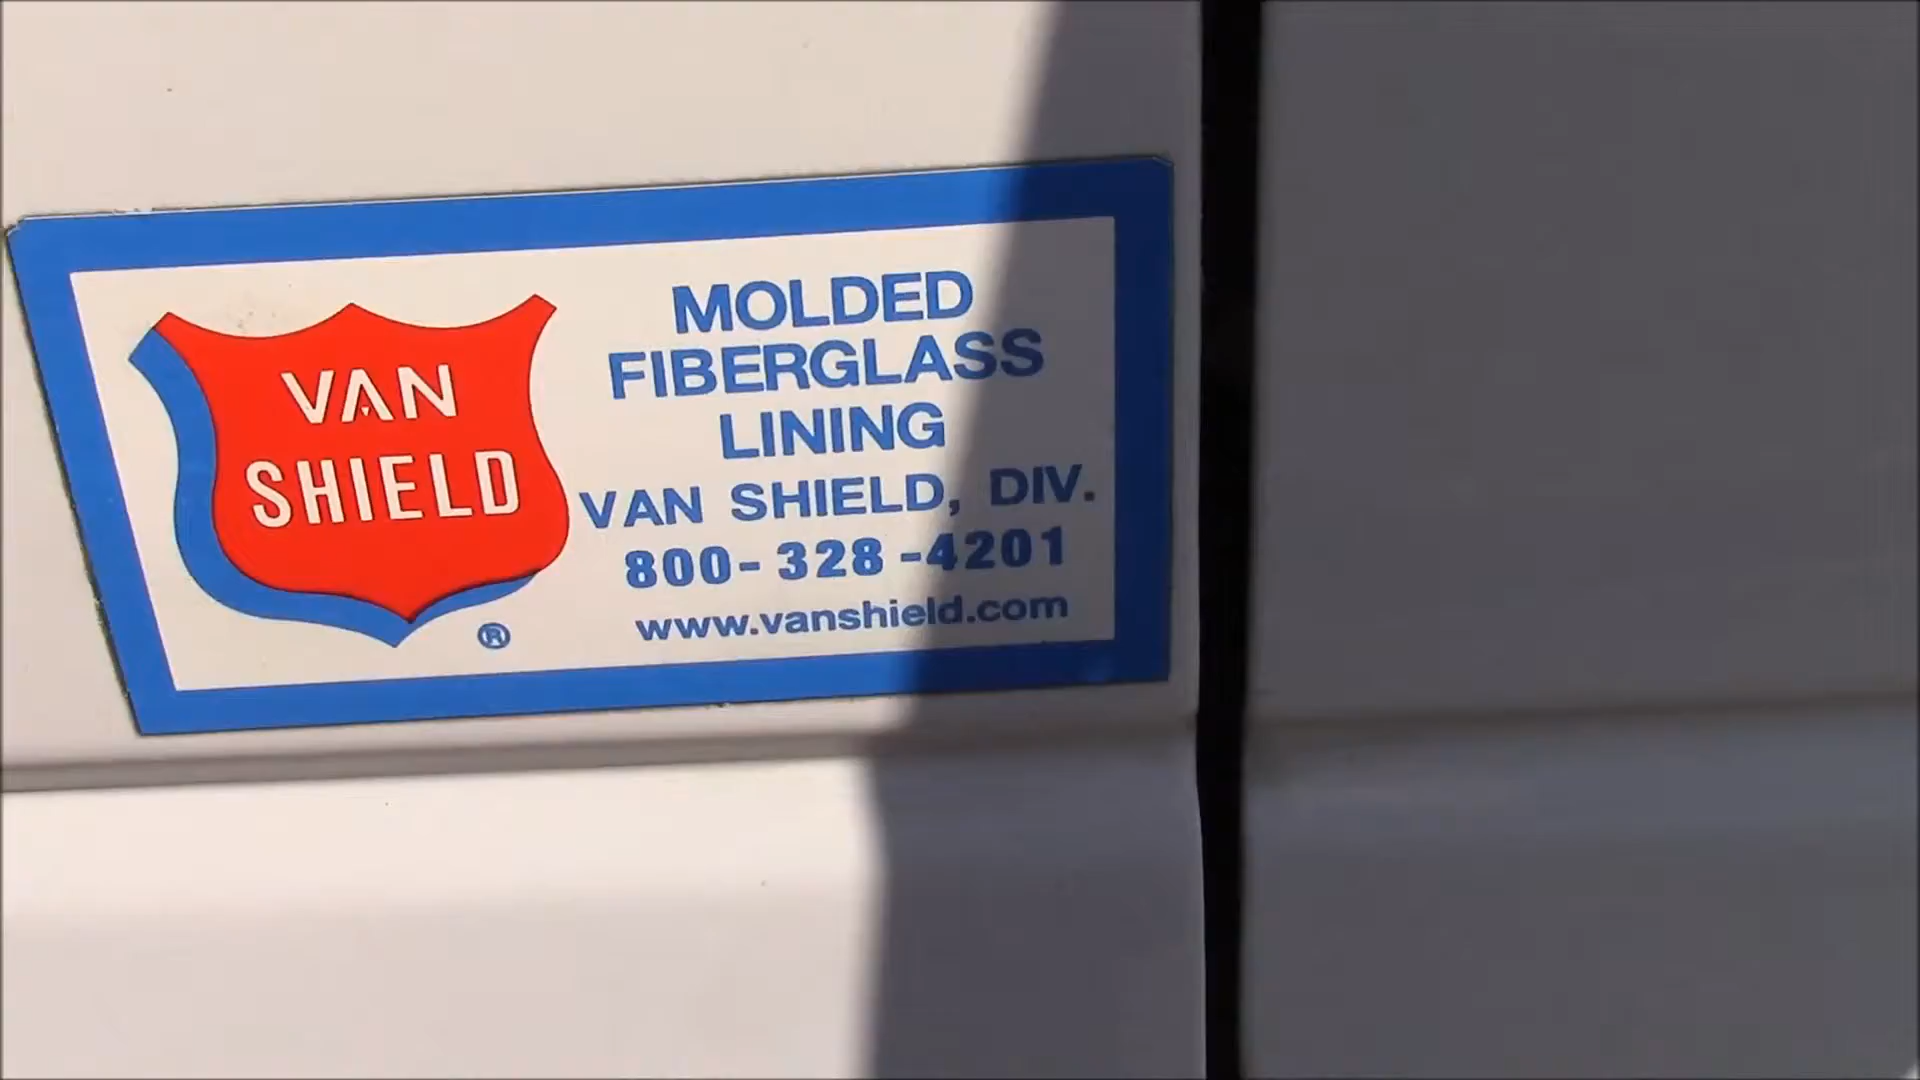 VAN
SHIELD
®
MOLDED
FIBERGLASS
LINING
VAN SHIELD, DIV.
800-328-4201
www.vanshield.com